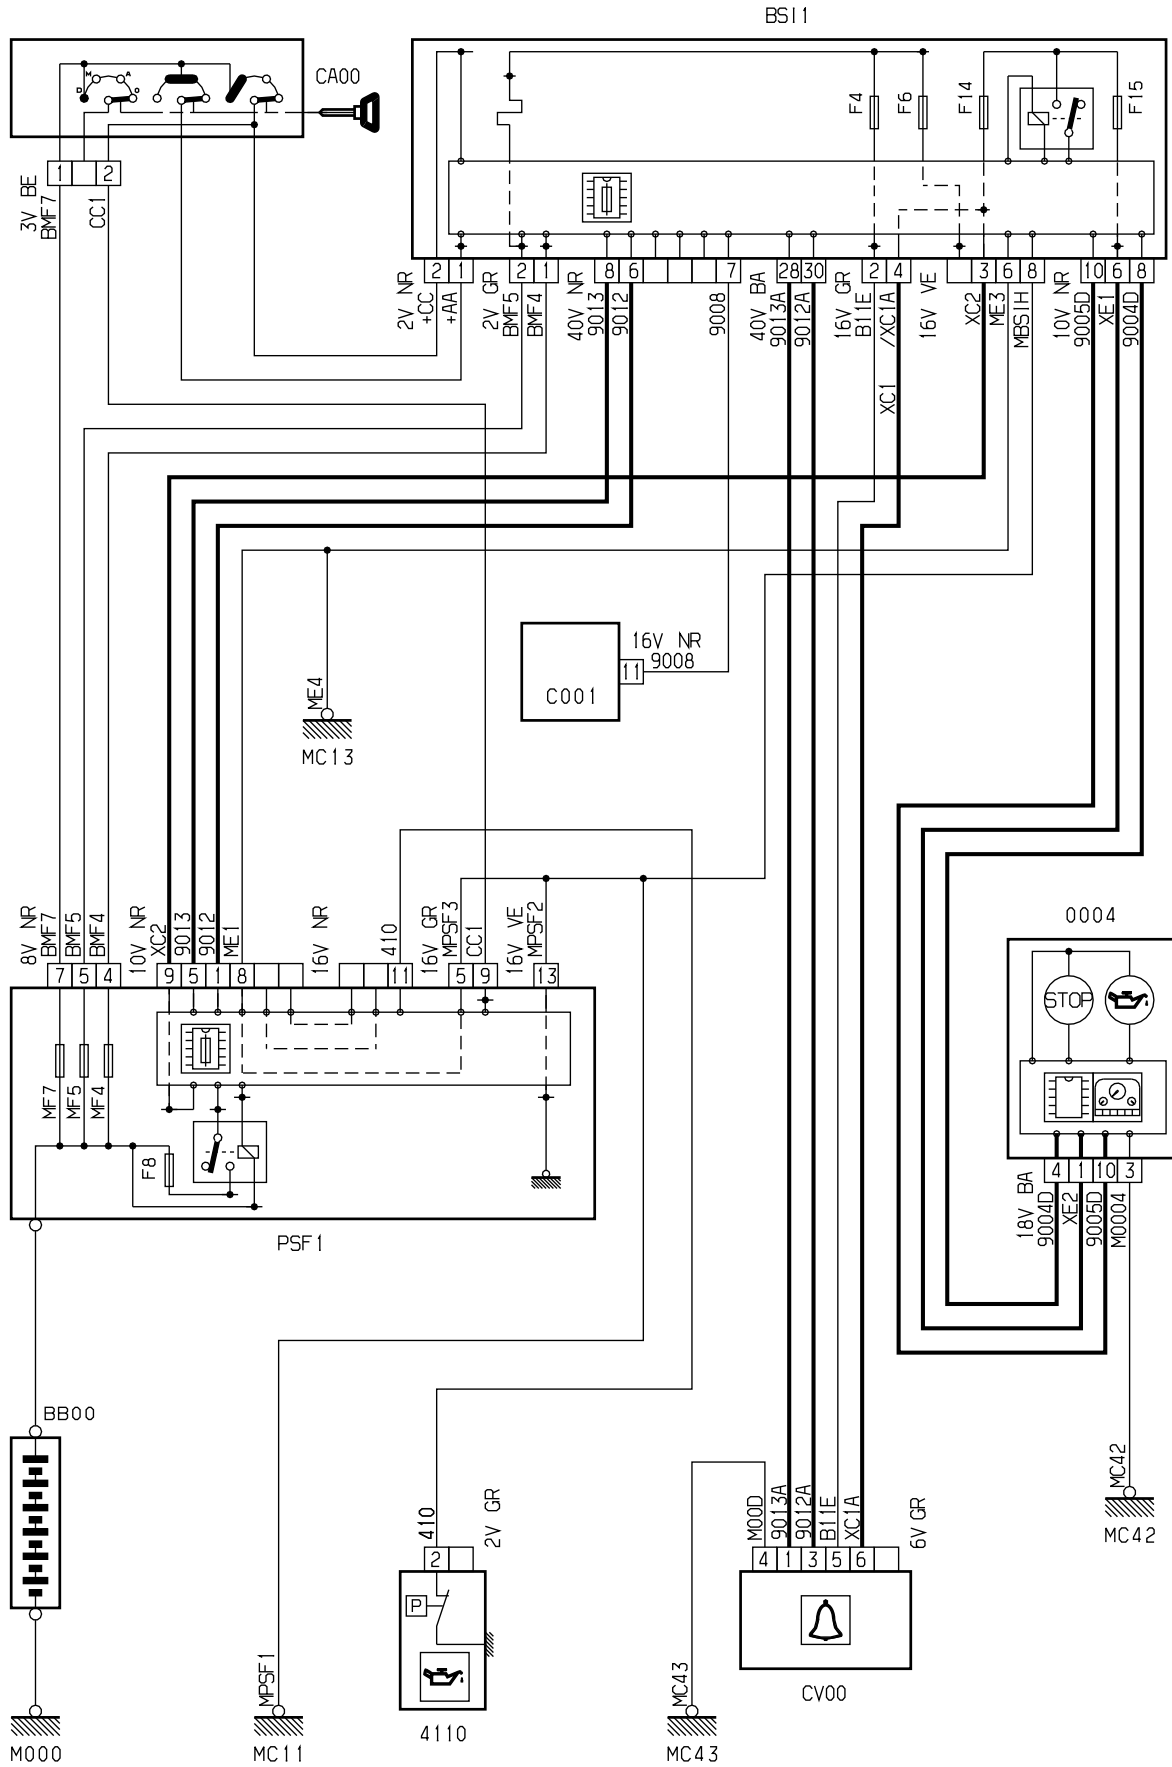 BSI1
CA00
M
A
D
O
F4
F6
F14
F15
1
2
3V BE
BMF7
CC1
2
1
2
1
8
6
7
28
30
2
4
3
6
8
10
6
8
2V NR
+CC
+AA
2V GR
BMF5
BMF4
40V NR
9013
9012
9008
40V BA
9013A
9012A
16V GR
B11E
/XC1A
XC1
16V VE
XC2
ME3
MBSIH
10V NR
9005D
XE1
9004D
16V NR
9008
11
C001
ME4
MC13
8V NR
BMF7
BMF5
BMF4
10V NR
XC2
9013
9012
ME1
16V NR
410
16V GR
MPSF3
CC1
16V VE
MPSF2
7
5
4
9
5
1
8
11
5
9
13
MF7
MF5
MF4
F8
PSF1
0004
STOP
4
1
10
3
18V BA
9004D
XE2
9005D
M0004
MC42
MC42
BB00
M000
MPSF1
MC11
410
2V GR
2
P
4110
MC43
MC43
M00D
9013A
9012A
B11E
XC1A
6V GR
4
1
3
5
6
CV00